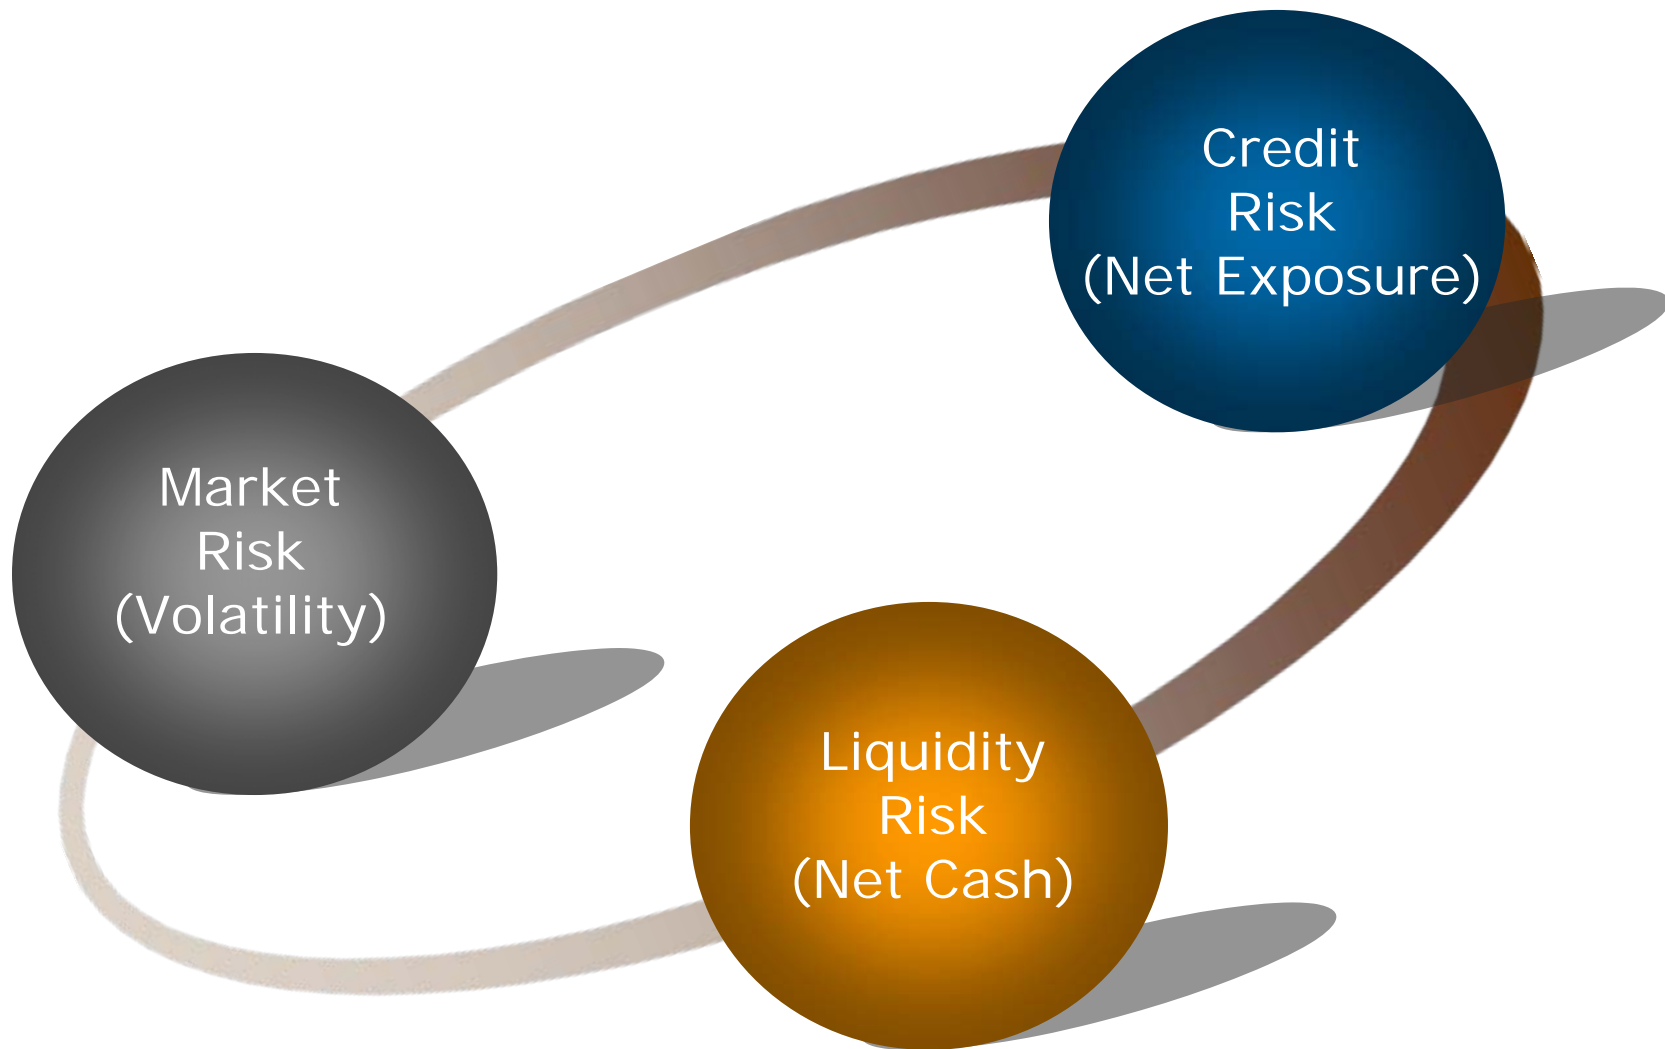 Credit
Risk
(Net Exposure)
Market
Risk
(Volatility)
Liquidity
Risk
(Net Cash)